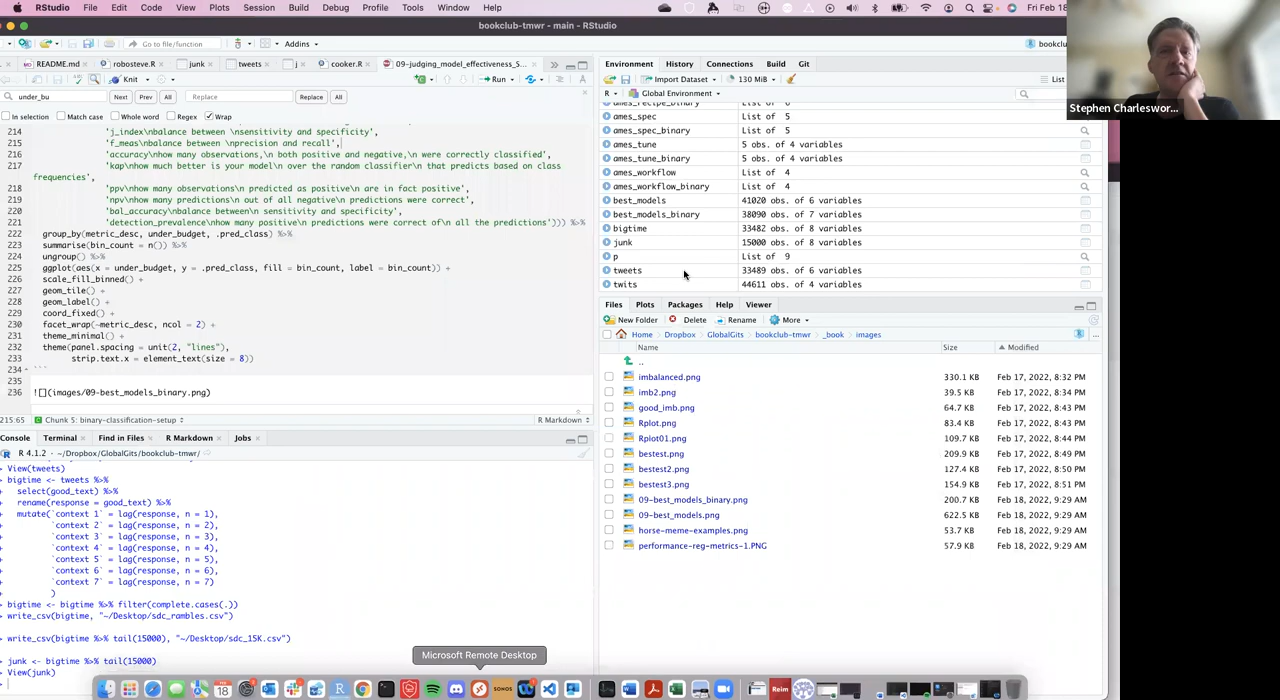 RStudio File Edit Code View Plots Session Build Debug Profile Tools Window Help Fri Feb 18
bookclub-tmwr - main - RStudio
Go to file/function Addins
README.md robosteve.R junk tweets j cooker.R 09-judging_model_effectiveness_S...
Knit Run
under_bu Next Prev All Replace Replace All
In selection Match case Whole word Regex Wrap
214 'j_index\nbalance between \nsensitivity and specificity',
215 'f_meas\nbalance between \nprecision and recall',
216 'accuracy\nhow many observations,\n both positive and negative,\n were correctly classified',
217 'kap\nhow much better is your model\n over the random classifier\n that predicts based on class
frequencies',
218 'ppv\nhow many observations\n predicted as positive\n are in fact positive',
219 'npv\nhow many predictions\n out of all negative\n predictions were correct',
220 'bal_accuracy\nbalance between\n sensitivity and specificity',
221 'detection_prevalence\nhow many positive\n predictions were correct of\n all the predictions'))) %>%
222 group_by(metric_desc, under_budget, .pred_class) %>%
223 summarise(bin_count = n()) %>%
224 ungroup() %>%
225 ggplot(aes(x = under_budget, y = .pred_class, fill = bin_count, label = bin_count)) +
226 scale_fill_binned() +
227 geom_tile() +
228 geom_label() +
229 coord_fixed() +
230 facet_wrap(~metric_desc, ncol = 2) +
231 theme_minimal() +
232 theme(panel.spacing = unit(2, "lines"),
233 strip.text.x = element_text(size = 8))
234 ```
235
236 ![](images/09-best_models_binary.png)
215:65 Chunk 5: binary-classification-setup R Markdown
Console Terminal Find in Files R Markdown Jobs
R 4.1.2 · ~/Dropbox/GlobalGits/bookclub-tmwr/
> View(tweets)
> bigtime <- tweets %>%
+ select(good_text) %>%
+ rename(response = good_text) %>%
+ mutate(`context 1` = lag(response, n = 1),
+ `context 2` = lag(response, n = 2),
+ `context 3` = lag(response, n = 3),
+ `context 4` = lag(response, n = 4),
+ `context 5` = lag(response, n = 5),
+ `context 6` = lag(response, n = 6),
+ `context 7` = lag(response, n = 7)
+ )
> bigtime <- bigtime %>% filter(complete.cases(.))
> write_csv(bigtime, "~/Desktop/sdc_rambles.csv")
> write_csv(bigtime %>% tail(15000), "~/Desktop/sdc_15K.csv")
> junk <- bigtime %>% tail(15000)
> View(junk)
>
Microsoft Remote Desktop
Environment History Connections Build Git
Import Dataset 130 MiB List
R Global Environment
ames_recipe_binary List of 6
ames_spec List of 5
ames_spec_binary List of 5
ames_tune 5 obs. of 4 variables
ames_tune_binary 5 obs. of 4 variables
ames_workflow List of 4
ames_workflow_binary List of 4
best_models 41020 obs. of 6 variables
best_models_binary 38090 obs. of 7 variables
bigtime 33482 obs. of 8 variables
junk 15000 obs. of 8 variables
p List of 9
tweets 33489 obs. of 6 variables
twits 44611 obs. of 4 variables
Files Plots Packages Help Viewer
New Folder Delete Rename More
Home Dropbox GlobalGits bookclub-tmwr _book images
Name Size Modified
..
imbalanced.png 330.1 KB Feb 17, 2022, 8:32 PM
imb2.png 39.5 KB Feb 17, 2022, 8:34 PM
good_imb.png 64.7 KB Feb 17, 2022, 8:43 PM
Rplot.png 83.4 KB Feb 17, 2022, 8:43 PM
Rplot01.png 109.7 KB Feb 17, 2022, 8:44 PM
bestest.png 209.9 KB Feb 17, 2022, 8:49 PM
bestest2.png 127.4 KB Feb 17, 2022, 8:50 PM
bestest3.png 154.9 KB Feb 17, 2022, 8:51 PM
09-best_models_binary.png 200.7 KB Feb 18, 2022, 9:29 AM
09-best_models.png 622.5 KB Feb 18, 2022, 9:29 AM
horse-meme-examples.png 53.7 KB Feb 18, 2022, 9:29 AM
performance-reg-metrics-1.PNG 57.9 KB Feb 18, 2022, 9:29 AM
Stephen Charleswor...
SONOS
Reim